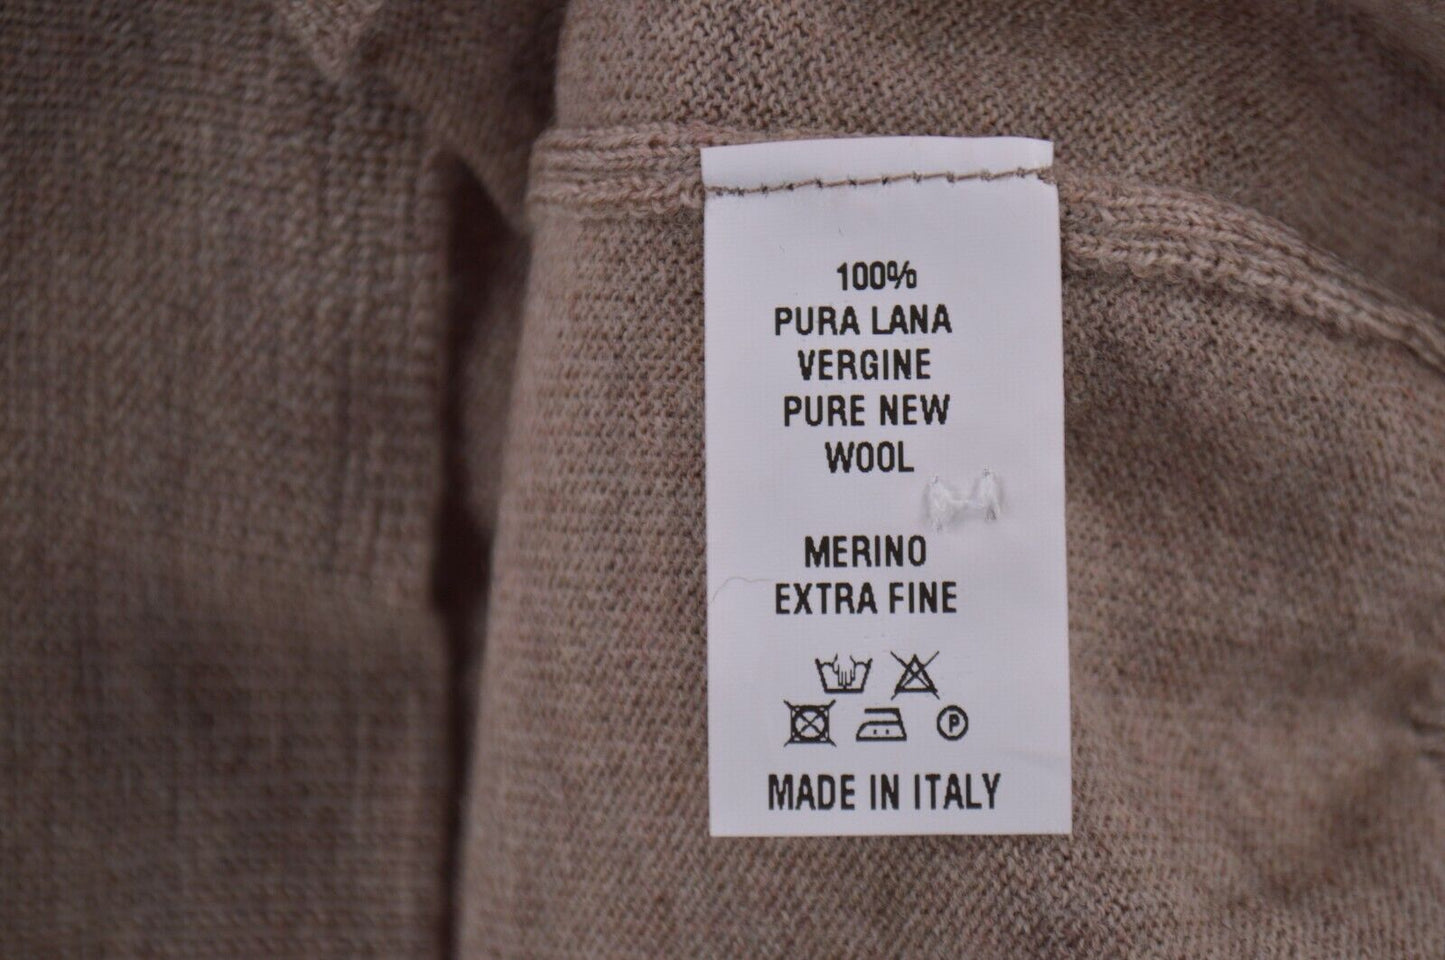 100%
PURA LANA
VERGINE
PURE NEW
WOOL
MERINO
EXTRA FINE
P
MADE IN ITALY